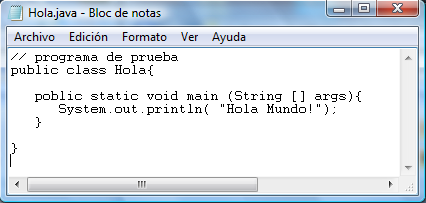 Hola.java - Bloc de notas
Archivo Edición Formato Ver Ayuda
// programa de prueba
public class Hola{
public static void main (String [] args){
System.out.println( "Hola Mundo!");
}
}